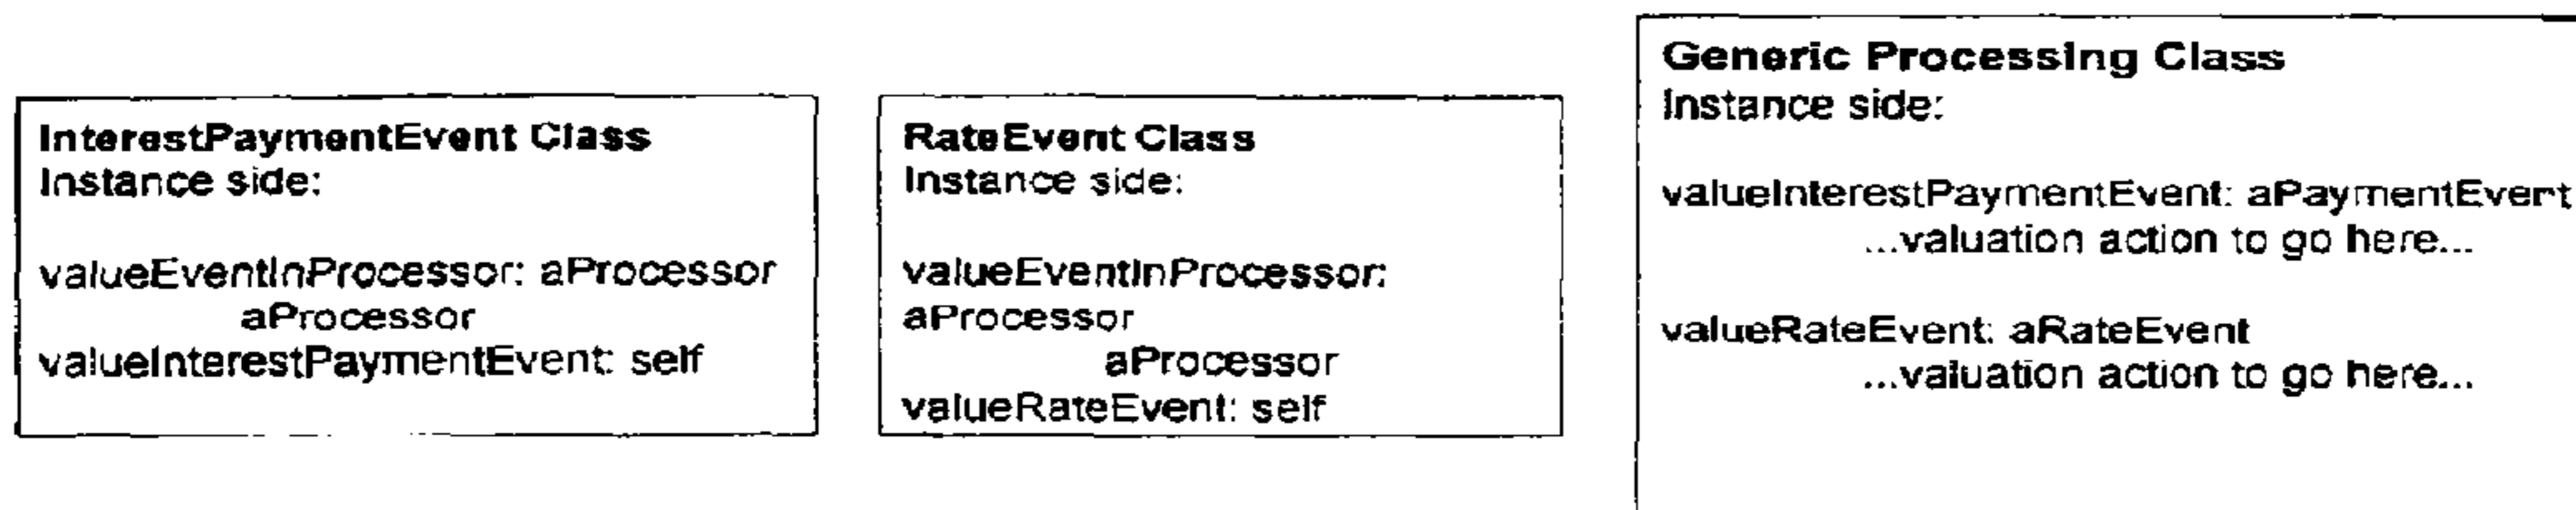 InterestPaymentEvent Class
Instance side:
valueEventInProcessor: aProcessor
aProcessor
valueInterestPaymentEvent: self
RateEvent Class
Instance side:
valueEventInProcessor:
aProcessor
aProcessor
valueRateEvent: self
Generic Processing Class
Instance side:
valueInterestPaymentEvent: aPaymentEvent
...valuation action to go here...
valueRateEvent: aRateEvent
...valuation action to go here...